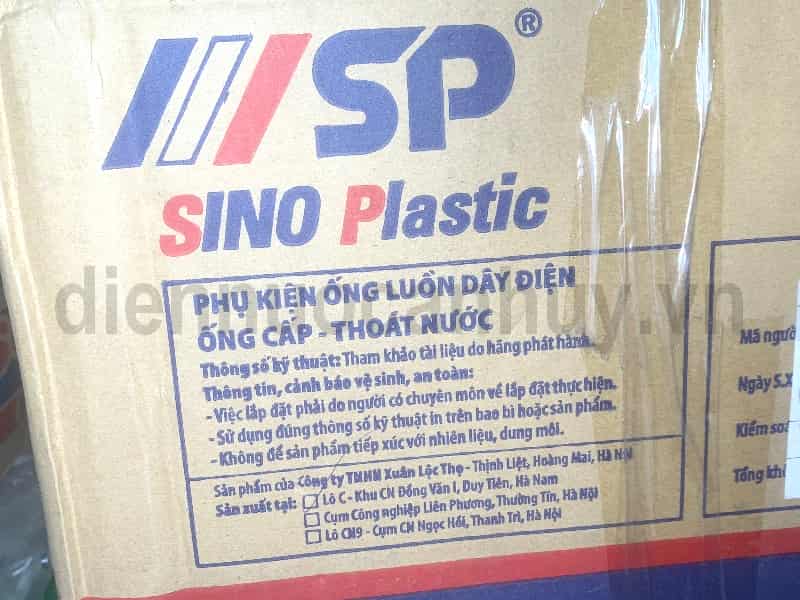 SP®
SINO Plastic
PHỤ KIỆN ỐNG LUỒN DÂY ĐIỆN
ỐNG CẤP - THOÁT NƯỚC
Thông số kỹ thuật: Tham khảo tài liệu do hãng phát hành.
Thông tin, cảnh báo vệ sinh, an toàn:
- Việc lắp đặt phải do người có chuyên môn về lắp đặt thực hiện.
- Sử dụng đúng thông số kỹ thuật in trên bao bì hoặc sản phẩm.
- Không để sản phẩm tiếp xúc với nhiên liệu, dung môi.
Sản phẩm của Công ty TNHH Xuân Lộc Thọ - Thịnh Liệt, Hoàng Mai, Hà Nội
Sản xuất tại: Lô C - Khu CN Đồng Văn I, Duy Tiên, Hà Nam
Cụm Công nghiệp Liên Phương, Thường Tín, Hà Nội
Lô CN9 - Cụm CN Ngọc Hồi, Thanh Trì, Hà Nội
Mã
Ngày S.X
Kiểm
Tổng